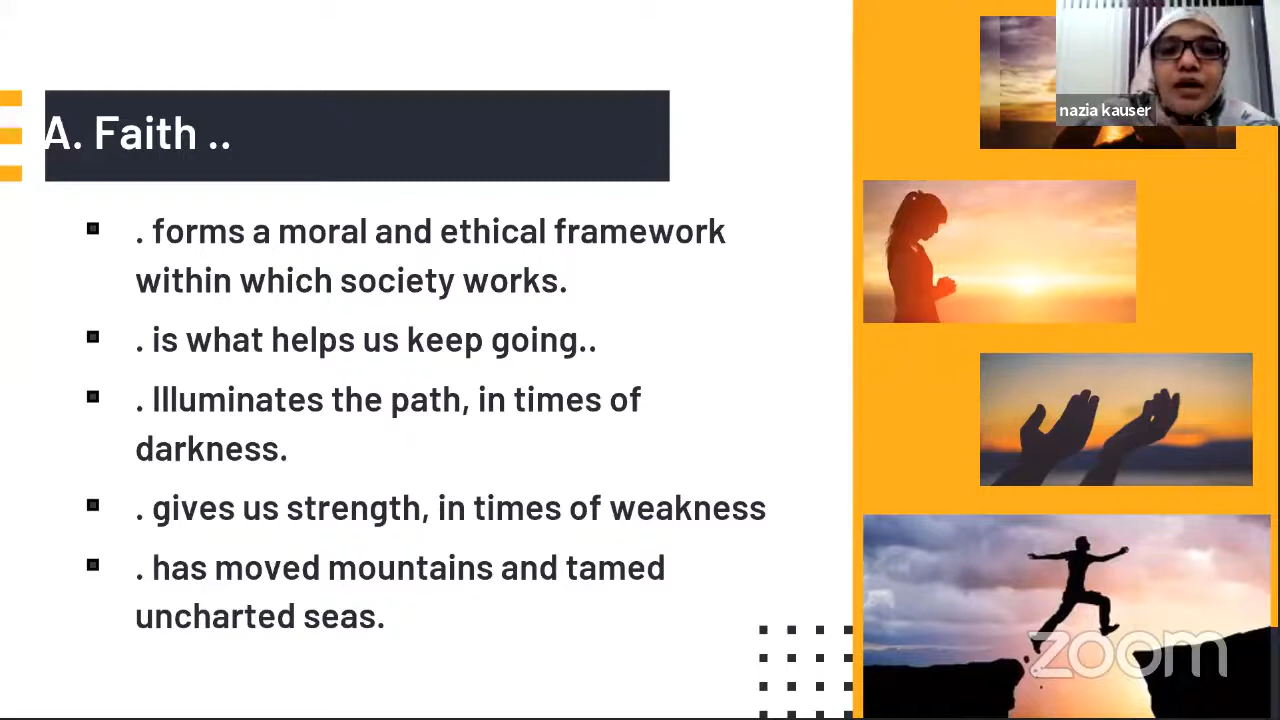 A. Faith ..
. forms a moral and ethical framework
within which society works.
. is what helps us keep going..
. Illuminates the path, in times of
darkness.
. gives us strength, in times of weakness
. has moved mountains and tamed
uncharted seas.
nazia kauser
zoom